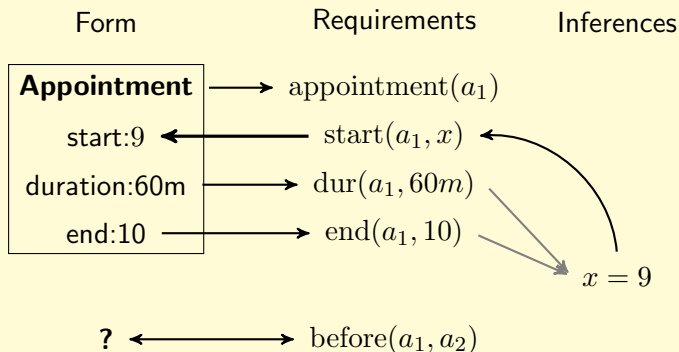 Form Requirements Inferences
Appointment appointment(a₁)
start:9 start(a₁, x)
duration:60m dur(a₁, 60m)
end:10 end(a₁, 10)
x = 9
? before(a₁, a₂)